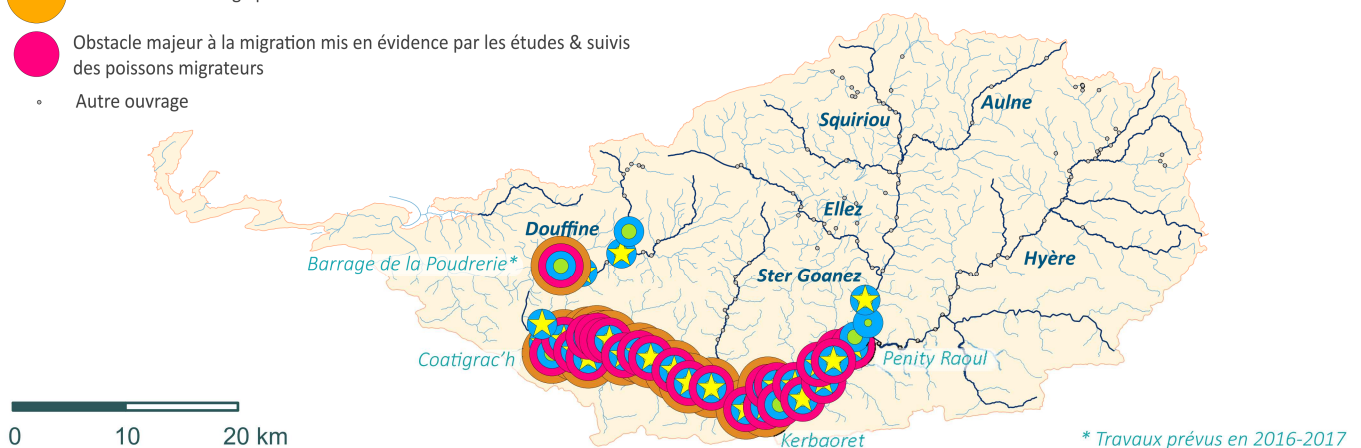 Obstacle majeur à la migration mis en évidence par les études & suivis
des poissons migrateurs
Autre ouvrage
Aulne
Squiriou
Ellez
Douffine
Hyère
Barrage de la Poudrerie*
Ster Goanez
Coatigrac'h
Penity Raoul
Kerbaoret
0 10 20 km
* Travaux prévus en 2016-2017